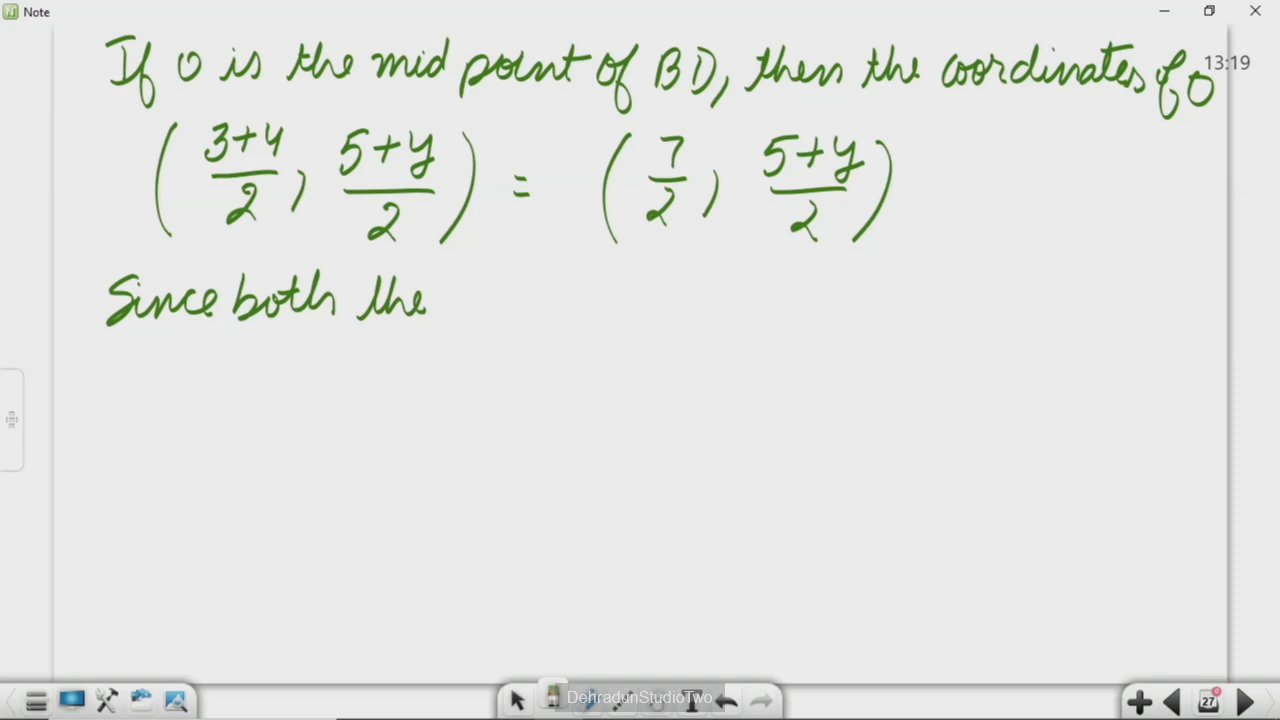 Note
If O is the mid point of BD, then the coordinates of O
13:19
( 3+4/2, 5+y/2 ) = ( 7/2, 5+y/2 )
Since both the
DehradunStudioTwo
27
6